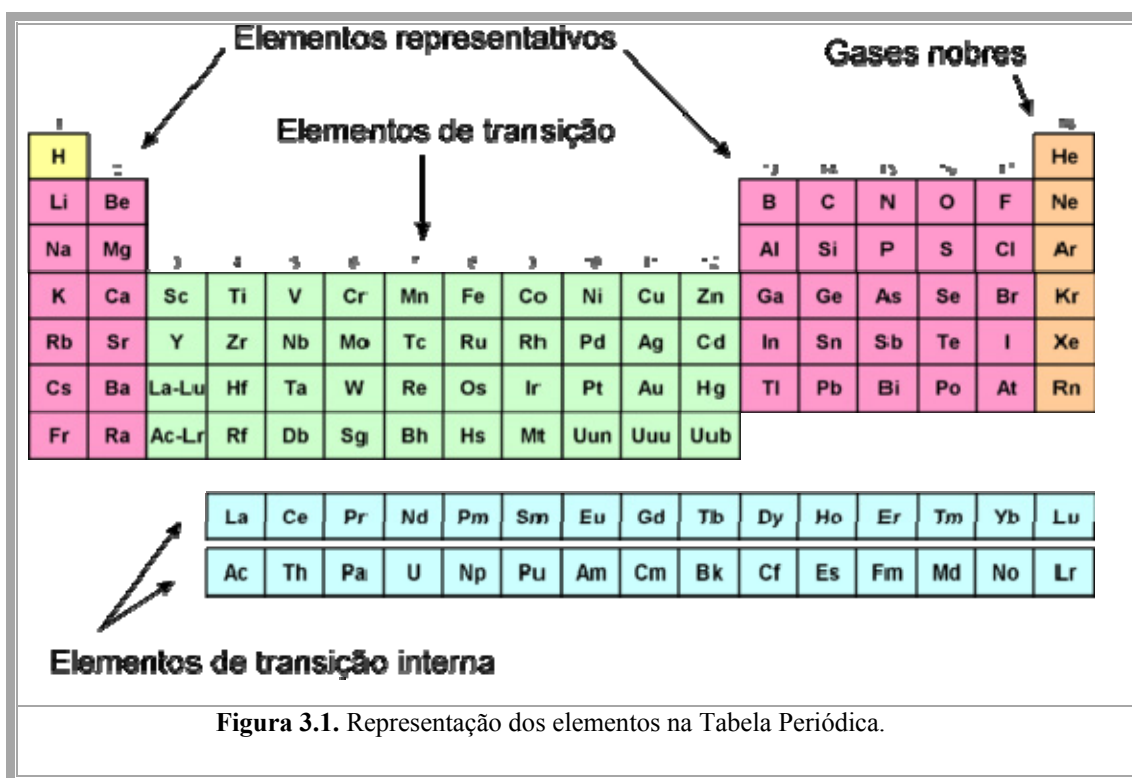 Elementos representativos
Gases nobres
Elementos de transição
H He
Li Be B C N O F Ne
Na Mg Al Si P S Cl Ar
3 4 5 6 7
K Ca Sc Ti V Cr Mn Fe Co Ni Cu Zn Ga Ge As Se Br Kr
Rb Sr Y Zr Nb Mo Tc Ru Rh Pd Ag Cd In Sn Sb Te I Xe
Cs Ba La-Lu Hf Ta W Re Os Ir Pt Au Hg Tl Pb Bi Po At Rn
Fr Ra Ac-Lr Rf Db Sg Bh Hs Mt Uun Uuu Uub
La Ce Pr Nd Pm Sm Eu Gd Tb Dy Ho Er Tm Yb Lu
Ac Th Pa U Np Pu Am Cm Bk Cf Es Fm Md No Lr
Elementos de transição interna
Figura 3.1. Representação dos elementos na Tabela Periódica.